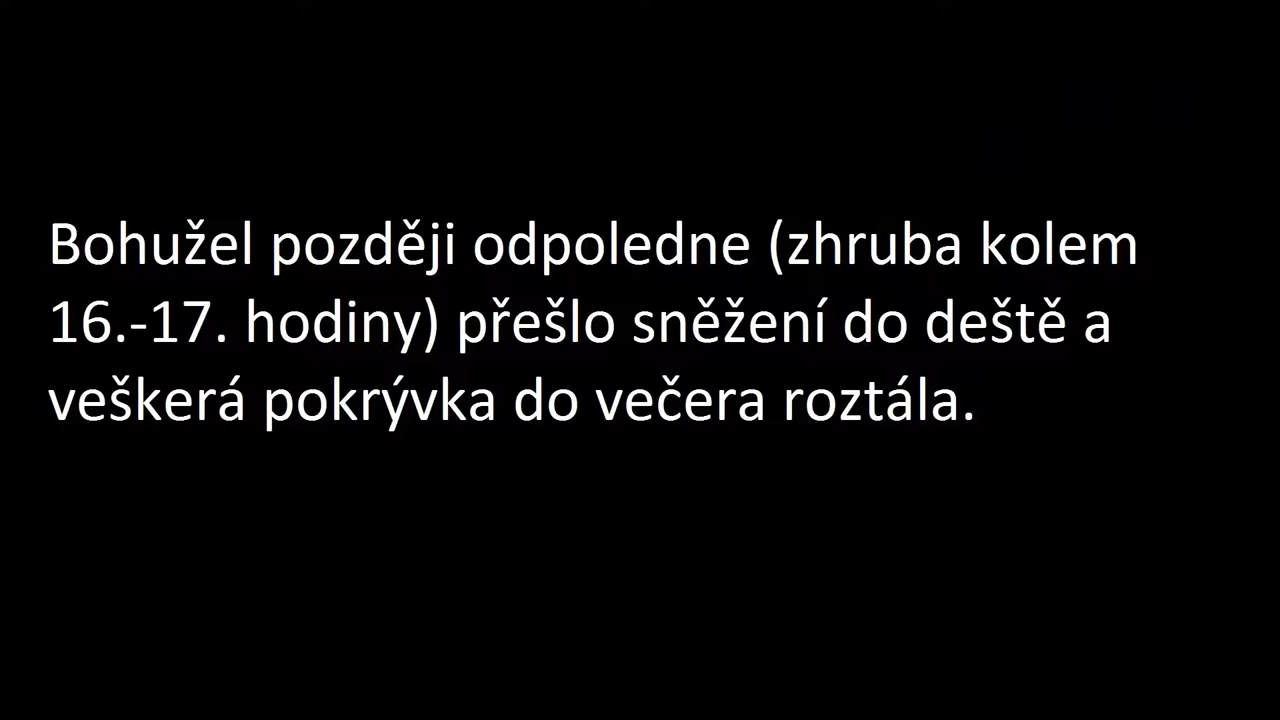 Bohužel později odpoledne (zhruba kolem
16.-17. hodiny) přešlo sněžení do deště a
veškerá pokrývka do večera roztála.